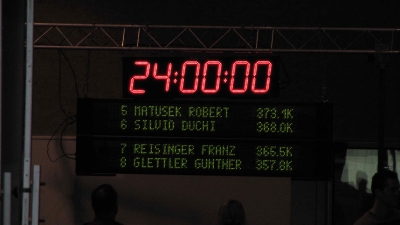 24:00:00
5 MATUSEK ROBERT 373.1K
6 SILVIO DUCHI 368.0K
7 REISINGER FRANZ 365.5K
8 GLETTLER GUNTHER 357.8K